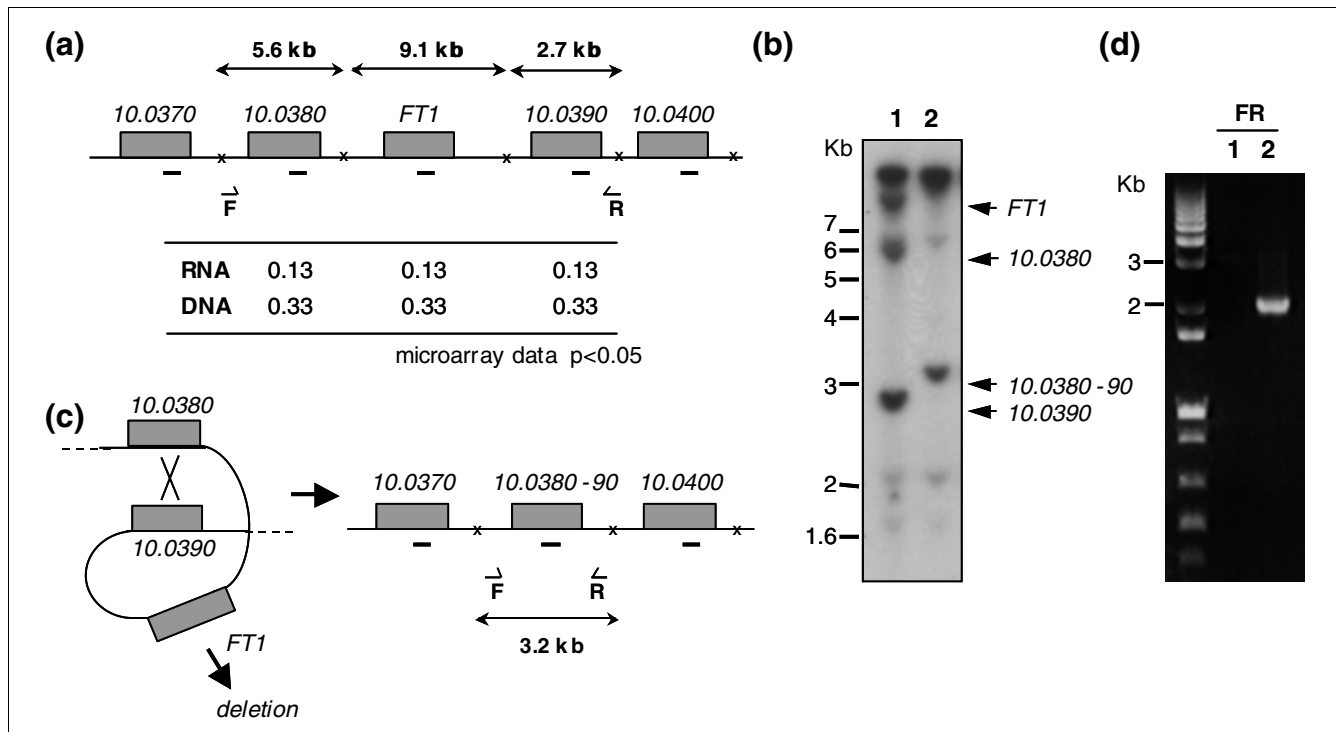 (a)
5.6 kb 9.1 kb 2.7 kb
10.0370 10.0380 FT1 10.0390 10.0400
x x x x x
F R
RNA 0.13 0.13 0.13
DNA 0.33 0.33 0.33
microarray data p<0.05
(b)
1 2
Kb
7
6
5
4
3
2
1.6
FT1
10.0380
10.0380-90
10.0390
(c)
10.0380
10.0390
FT1
deletion
10.0370 10.0380-90 10.0400
x x x
F R
3.2 kb
(d)
FR
1 2
Kb
3
2